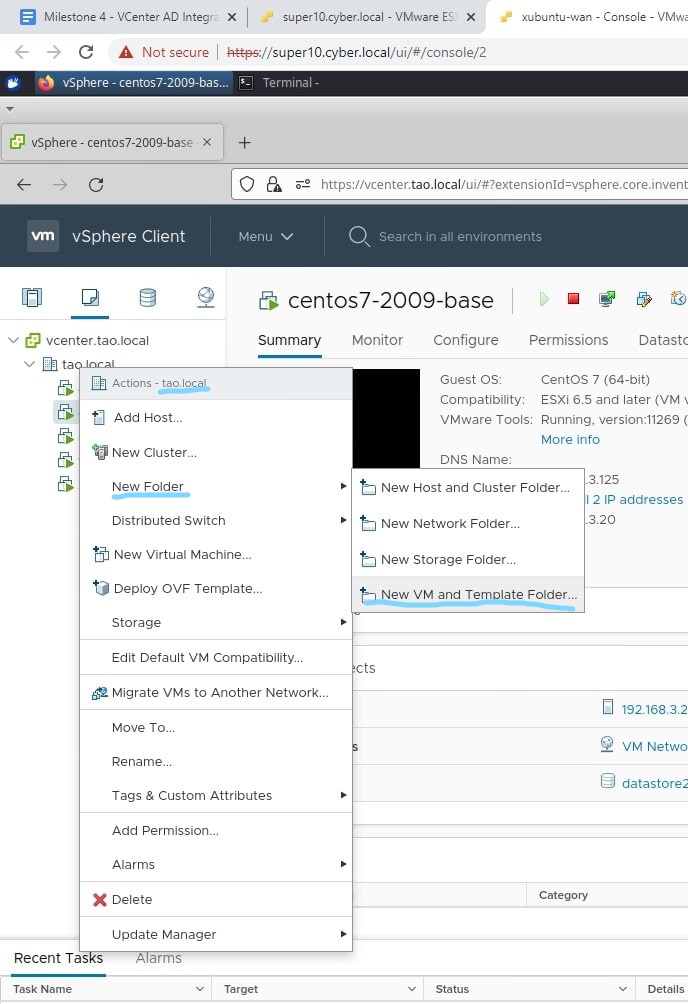 Milestone 4 - VCenter AD Integra
super10.cyber.local — VMware ES
xubuntu-wan - Console - VMwa
Not secure https://super10.cyber.local/ui/#/console/2
vSphere - centos7-2009-bas...
Terminal -
vSphere - centos7-2009-base
https://vcenter.tao.local/ui/#?extensionId=vsphere.core.invent
vm vSphere Client Menu Search in all environments
centos7-2009-base
Summary Monitor Configure Permissions Datasto
vcenter.tao.local
tao.local
Actions - tao.local
Add Host...
New Cluster...
New Folder
Distributed Switch
New Virtual Machine...
Deploy OVF Template...
Storage
Edit Default VM Compatibility...
Migrate VMs to Another Network...
Move To...
Rename...
Tags & Custom Attributes
Add Permission...
Alarms
Delete
Update Manager
New Host and Cluster Folder...
New Network Folder...
New Storage Folder...
New VM and Template Folder...
Guest OS: CentOS 7 (64-bit)
Compatibility: ESXi 6.5 and later (VM v
VMware Tools: Running, version:11269 (
More info
DNS Name:
.3.125
ll 2 IP addresses
.3.20
ects
192.168.3.2
s VM Netwo
datastore2
Category
Recent Tasks Alarms
Task Name Target Status Details